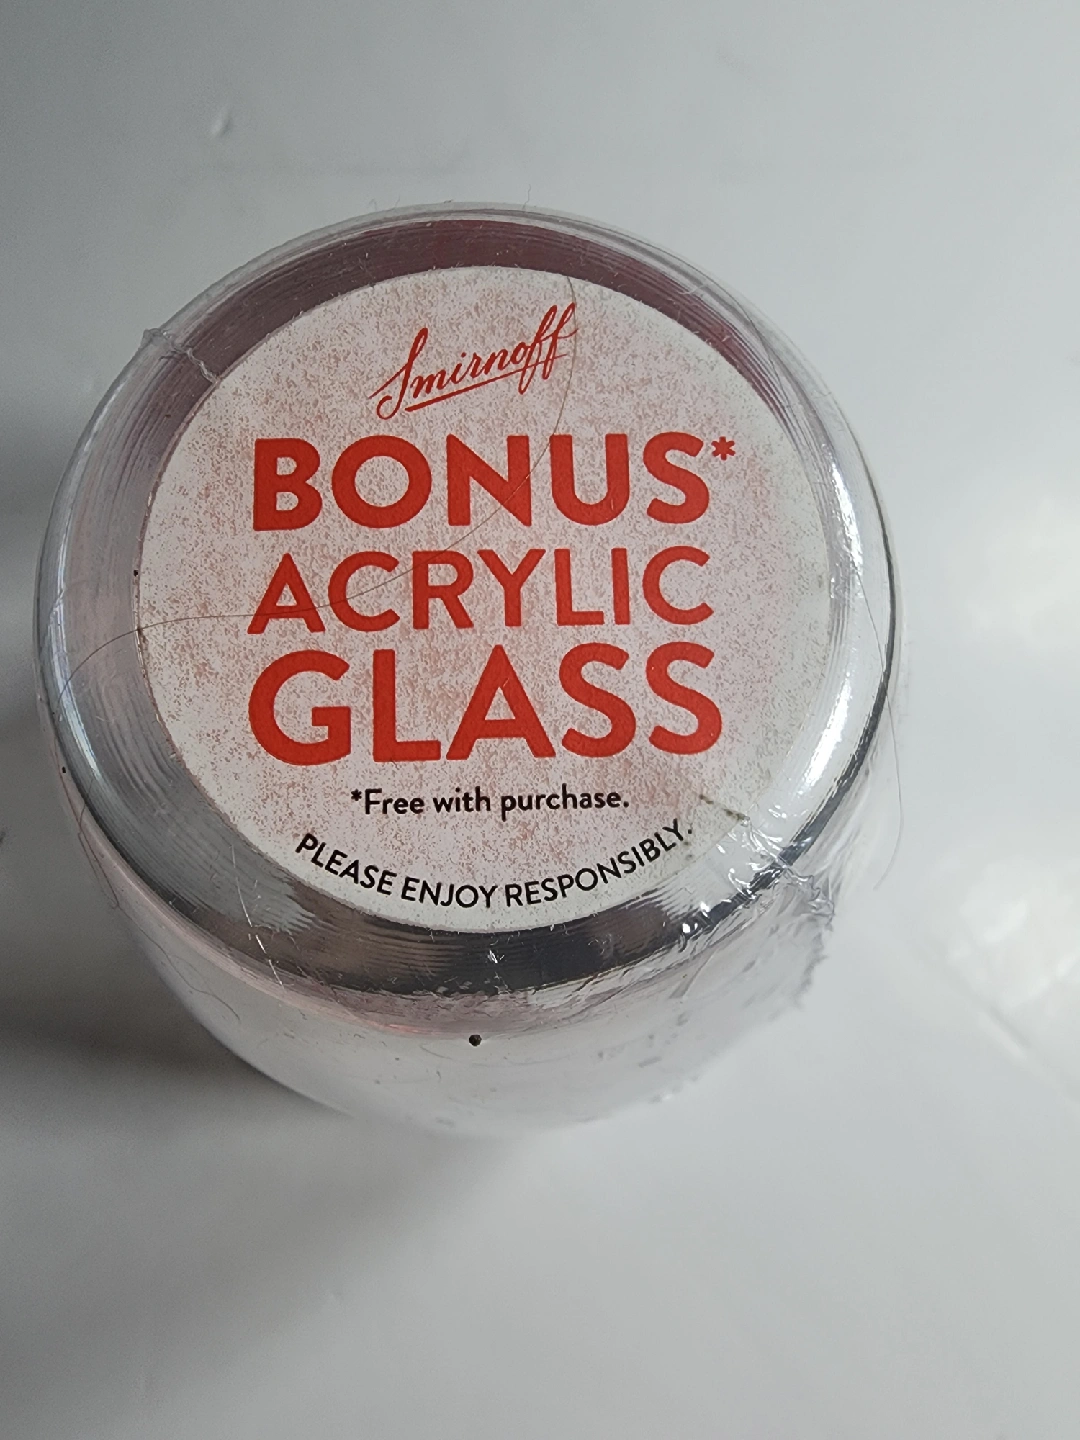 Smirnoff
BONUS*
ACRYLIC
GLASS
*Free with purchase.
PLEASE ENJOY RESPONSIBLY.